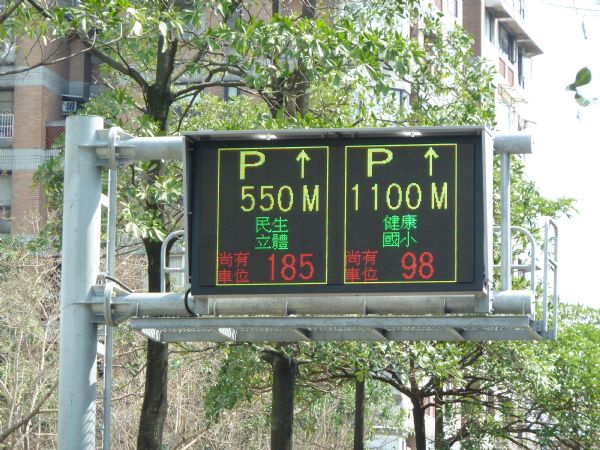 P ↑
550 M
民生
立體
尚有
車位 185
P ↑
1100 M
健康
國小
尚有
車位 98